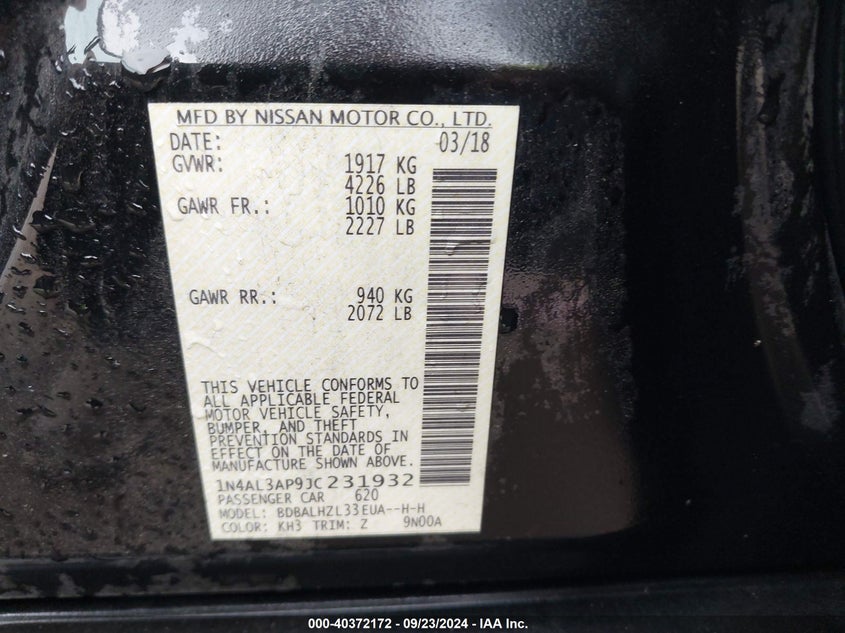 MFD BY NISSAN MOTOR CO., LTD.
DATE: 03/18
GVWR: 1917 KG
4226 LB
GAWR FR.: 1010 KG
2227 LB
GAWR RR.: 940 KG
2072 LB
THIS VEHICLE CONFORMS TO
ALL APPLICABLE FEDERAL
MOTOR VEHICLE SAFETY,
BUMPER, AND THEFT
PREVENTION STANDARDS IN
EFFECT ON THE DATE OF
MANUFACTURE SHOWN ABOVE.
1N4AL3AP9JC231932
PASSENGER CAR 620
MODEL: BDBALHZL33EUA--H-H
COLOR: KH3 TRIM: Z 9N00A
000-40372172 - 09/23/2024 - IAA Inc.